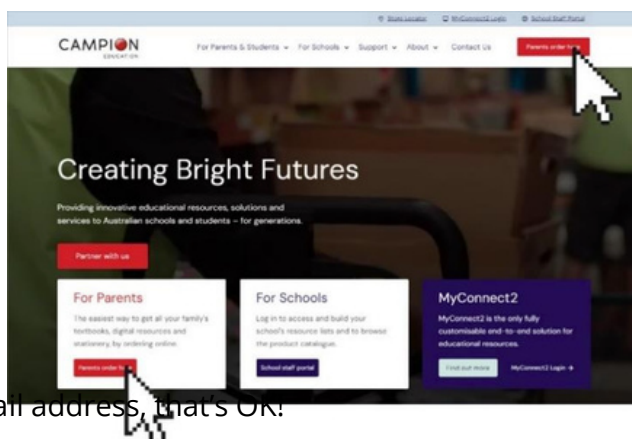 Store Locator MyConnect2 Login School Staff Portal
CAMPION
EDUCATION
For Parents & Students For Schools Support About Contact Us Parents order
Creating Bright Futures
Providing innovative educational resources, solutions and
services to Australian schools and students – for generations.
Partner with us
For Parents
The easiest way to get all your family's
textbooks, digital resources and
stationery, by ordering online.
Parents order
For Schools
Log in to access and build your
school's resource lists and to browse
the product catalogue.
School staff portal
MyConnect2
MyConnect2 is the only fully
customisable end-to-end solution for
educational resources.
Find out more MyConnect2 Login →
address, that's OK!